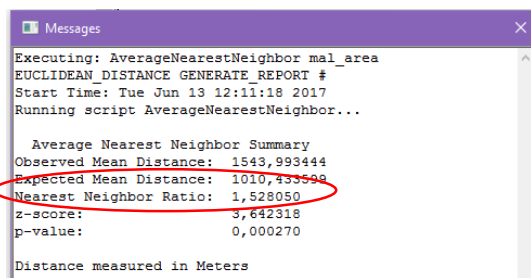 Messages
Executing: AverageNearestNeighbor mal_area
EUCLIDEAN_DISTANCE GENERATE_REPORT #
Start Time: Tue Jun 13 12:11:18 2017
Running script AverageNearestNeighbor...
Average Nearest Neighbor Summary
Observed Mean Distance: 1543,993444
Expected Mean Distance: 1010,433599
Nearest Neighbor Ratio: 1,528050
z-score: 3,642318
p-value: 0,000270
Distance measured in Meters